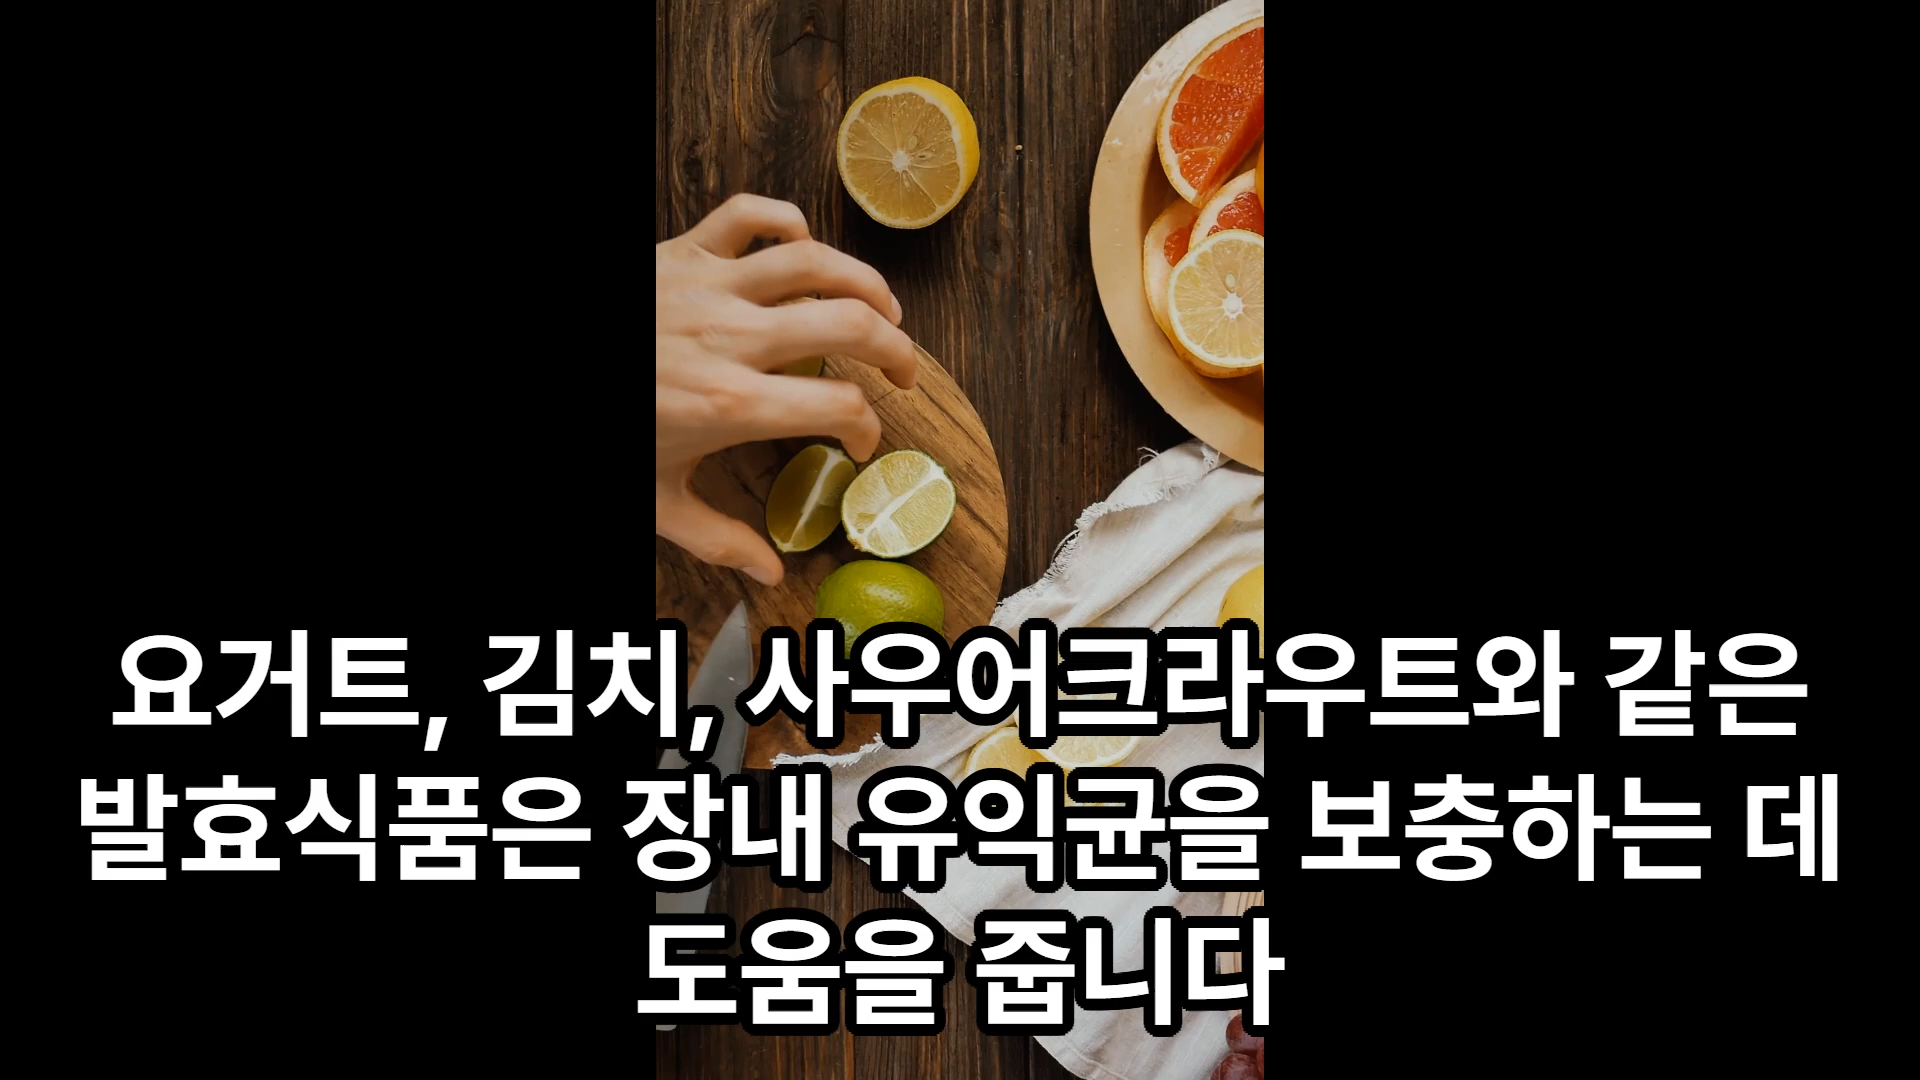 요거트, 김치, 사우어크라우트와 같은
발효식품은 장내 유익균을 보충하는 데
도움을 줍니다